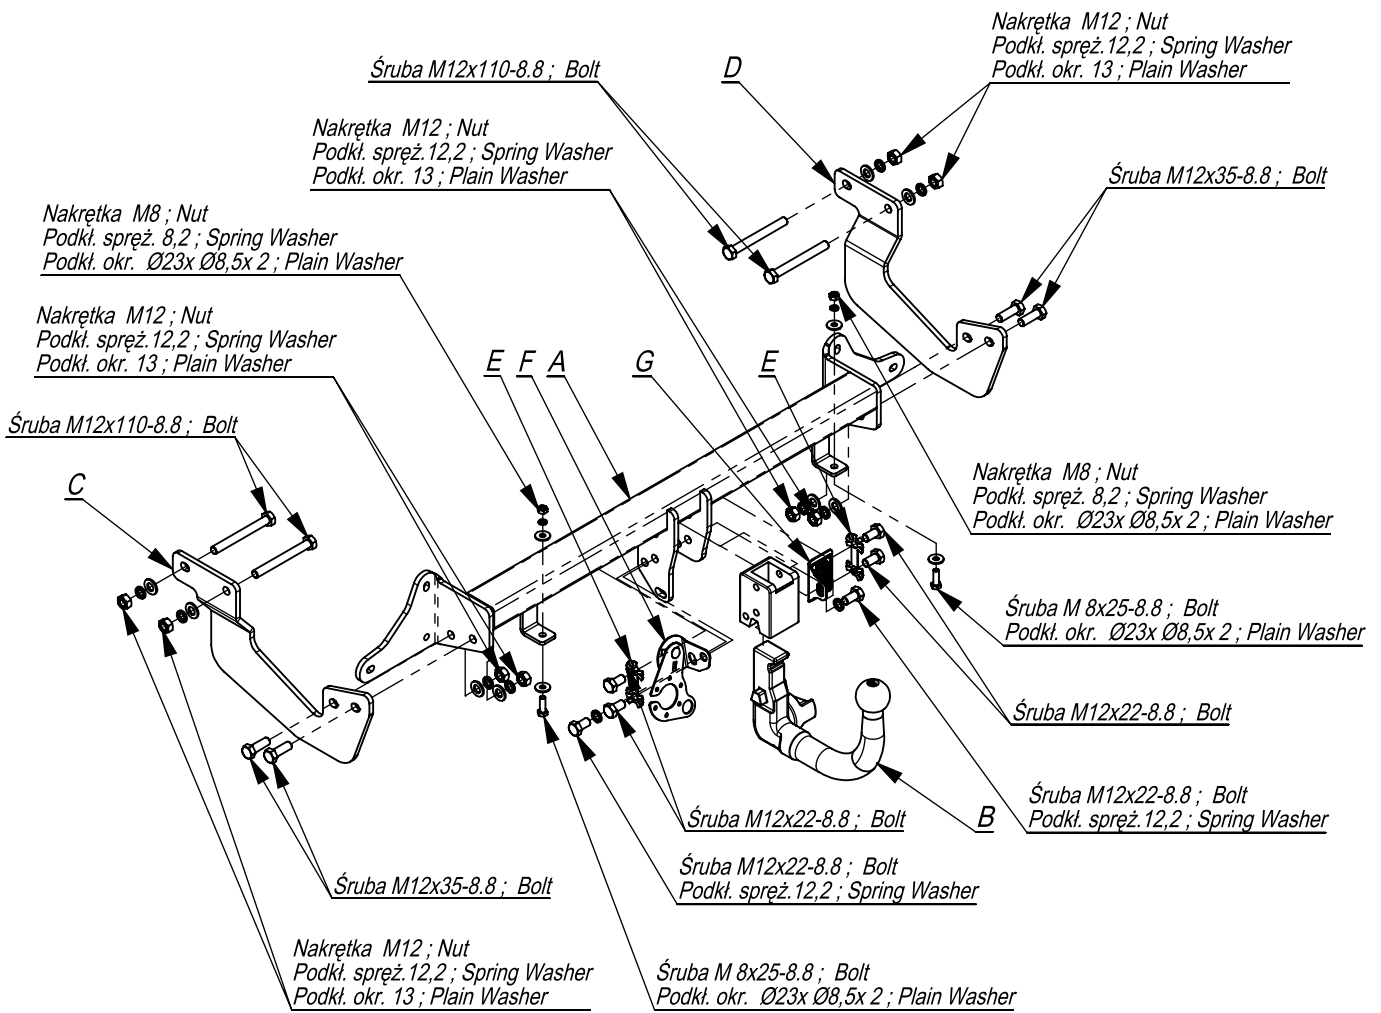 Nakrętka M12 ; Nut
Podkł. spręż.12,2 ; Spring Washer
Podkł. okr. 13 ; Plain Washer
Śruba M12x110-8.8 ; Bolt
D
Nakrętka M12 ; Nut
Podkł. spręż.12,2 ; Spring Washer
Podkł. okr. 13 ; Plain Washer
Śruba M12x35-8.8 ; Bolt
Nakrętka M8 ; Nut
Podkł. spręż. 8,2 ; Spring Washer
Podkł. okr. Ø23x Ø8,5x 2 ; Plain Washer
Nakrętka M12 ; Nut
Podkł. spręż.12,2 ; Spring Washer
Podkł. okr. 13 ; Plain Washer
E F A G E
Śruba M12x110-8.8 ; Bolt
C
Nakrętka M8 ; Nut
Podkł. spręż. 8,2 ; Spring Washer
Podkł. okr. Ø23x Ø8,5x 2 ; Plain Washer
Śruba M 8x25-8.8 ; Bolt
Podkł. okr. Ø23x Ø8,5x 2 ; Plain Washer
Śruba M12x22-8.8 ; Bolt
Śruba M12x22-8.8 ; Bolt
Podkł. spręż.12,2 ; Spring Washer
B
Śruba M12x22-8.8 ; Bolt
Śruba M12x22-8.8 ; Bolt
Podkł. spręż.12,2 ; Spring Washer
Śruba M12x35-8.8 ; Bolt
Nakrętka M12 ; Nut
Podkł. spręż.12,2 ; Spring Washer
Podkł. okr. 13 ; Plain Washer
Śruba M 8x25-8.8 ; Bolt
Podkł. okr. Ø23x Ø8,5x 2 ; Plain Washer